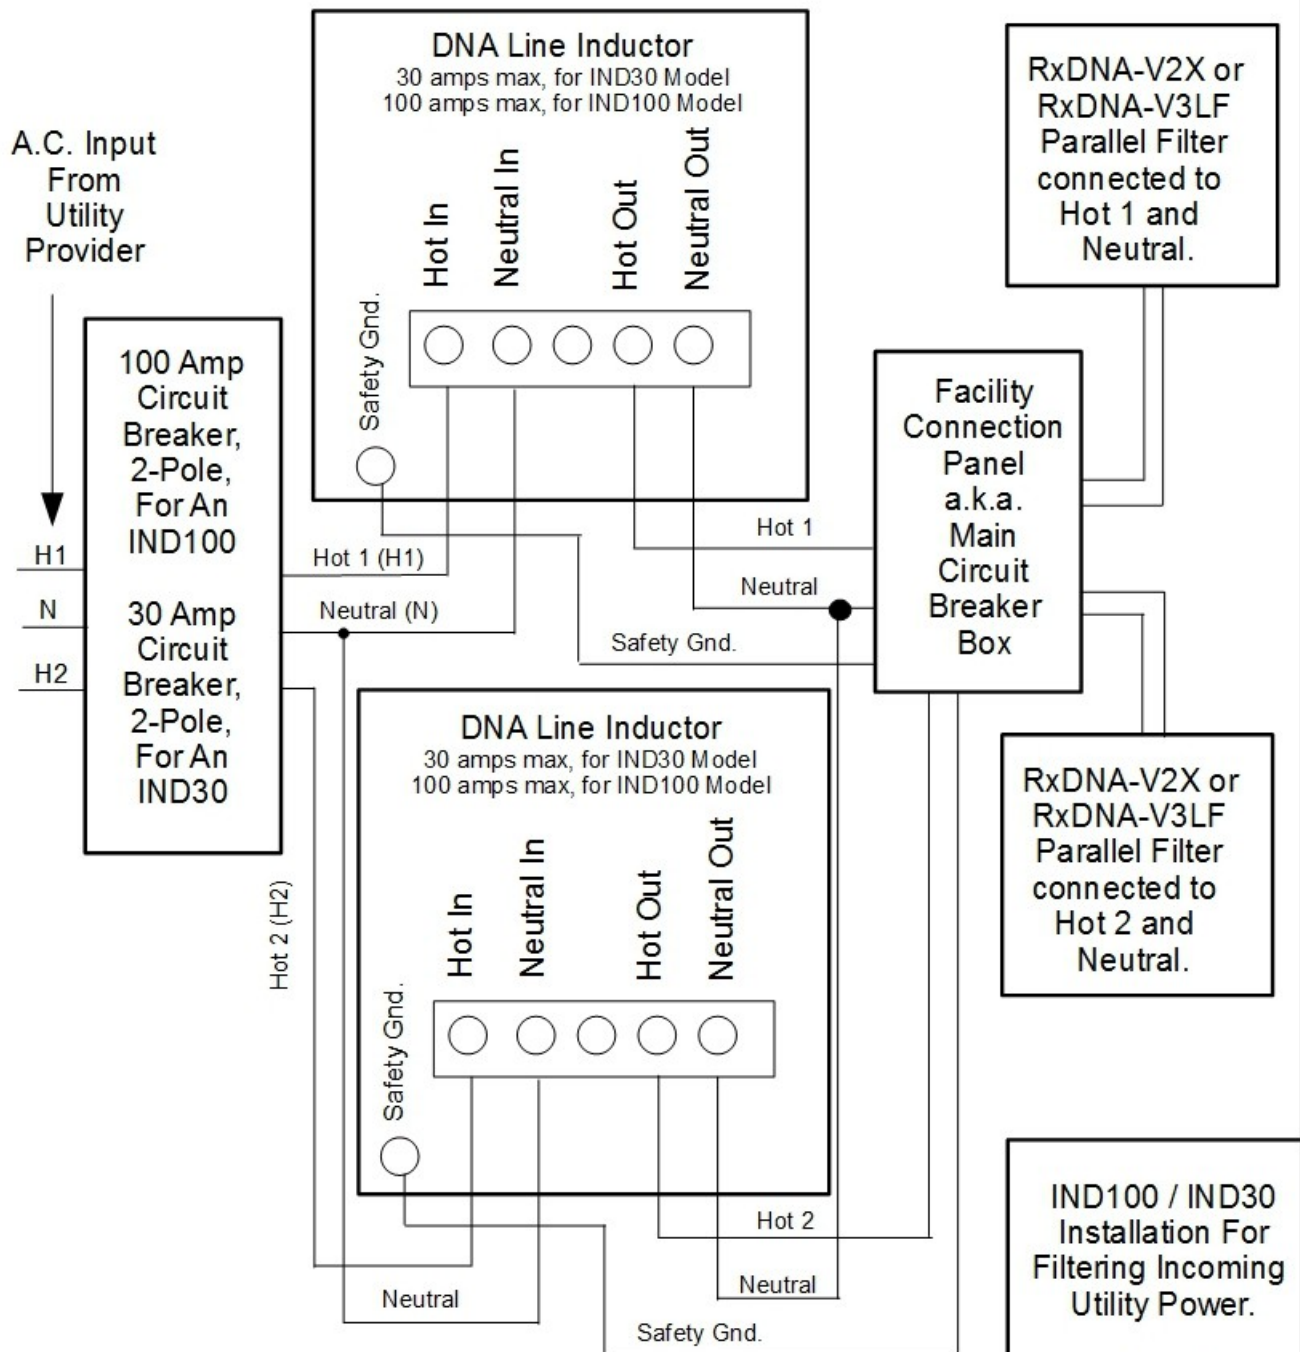 DNA Line Inductor
30 amps max, for IND30 Model
100 amps max, for IND100 Model
Hot In
Neutral In
Hot Out
Neutral Out
Safety Gnd.
A.C. Input
From
Utility
Provider
H1
N
H2
100 Amp
Circuit
Breaker,
2-Pole,
For An
IND100
30 Amp
Circuit
Breaker,
2-Pole,
For An
IND30
Hot 1 (H1)
Neutral (N)
Hot 2 (H2)
Hot 1
Neutral
Safety Gnd.
Facility
Connection
Panel
a.k.a.
Main
Circuit
Breaker
Box
RxDNA-V2X or
RxDNA-V3LF
Parallel Filter
connected to
Hot 1 and
Neutral.
RxDNA-V2X or
RxDNA-V3LF
Parallel Filter
connected to
Hot 2 and
Neutral.
DNA Line Inductor
30 amps max, for IND30 Model
100 amps max, for IND100 Model
Hot In
Neutral In
Hot Out
Neutral Out
Safety Gnd.
Hot 2
Neutral
Neutral
Safety Gnd.
IND100 / IND30
Installation For
Filtering Incoming
Utility Power.